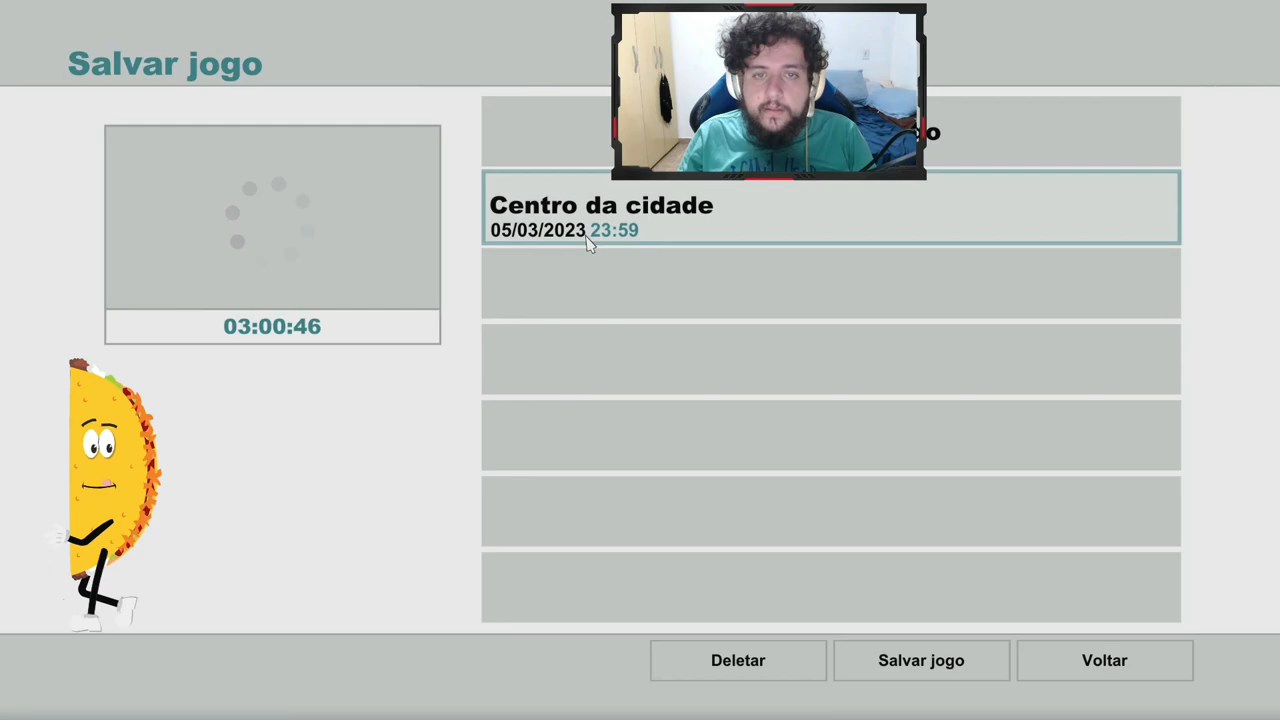 Salvar jogo
Centro da cidade
05/03/2023 23:59
03:00:46
Deletar
Salvar jogo
Voltar